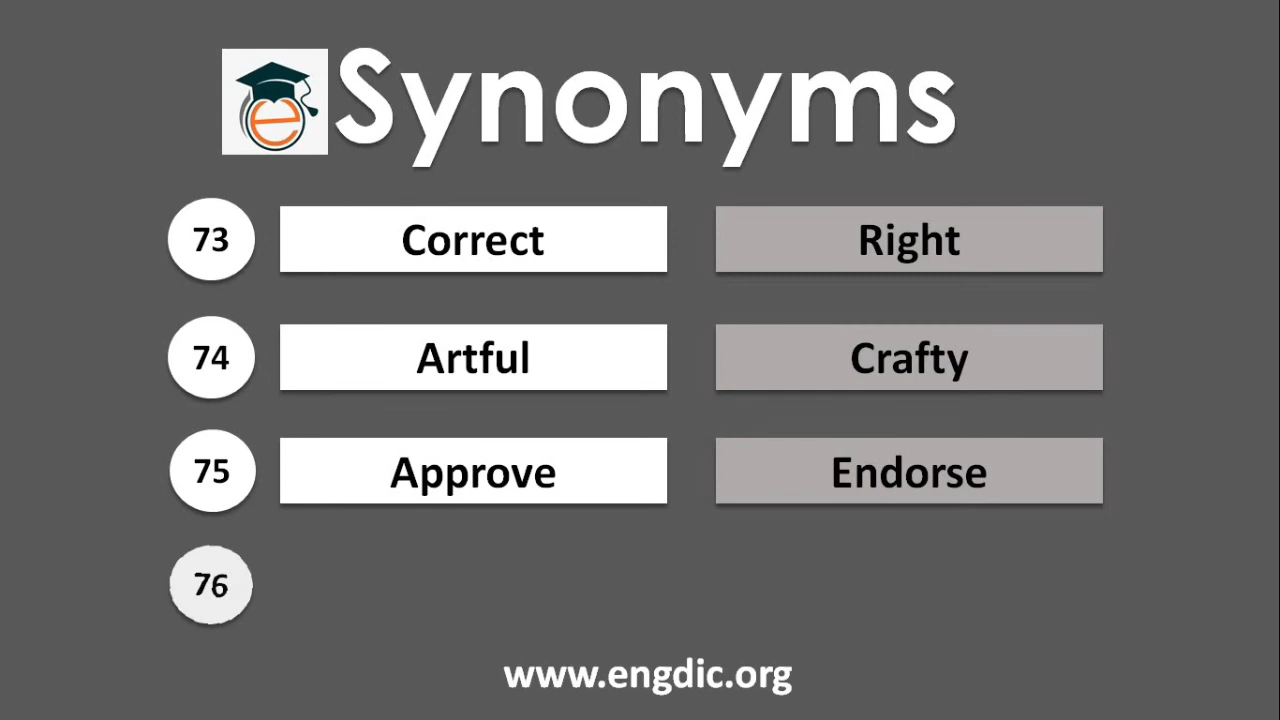 Synonyms
73 Correct Right
74 Artful Crafty
75 Approve Endorse
76
www.engdic.org